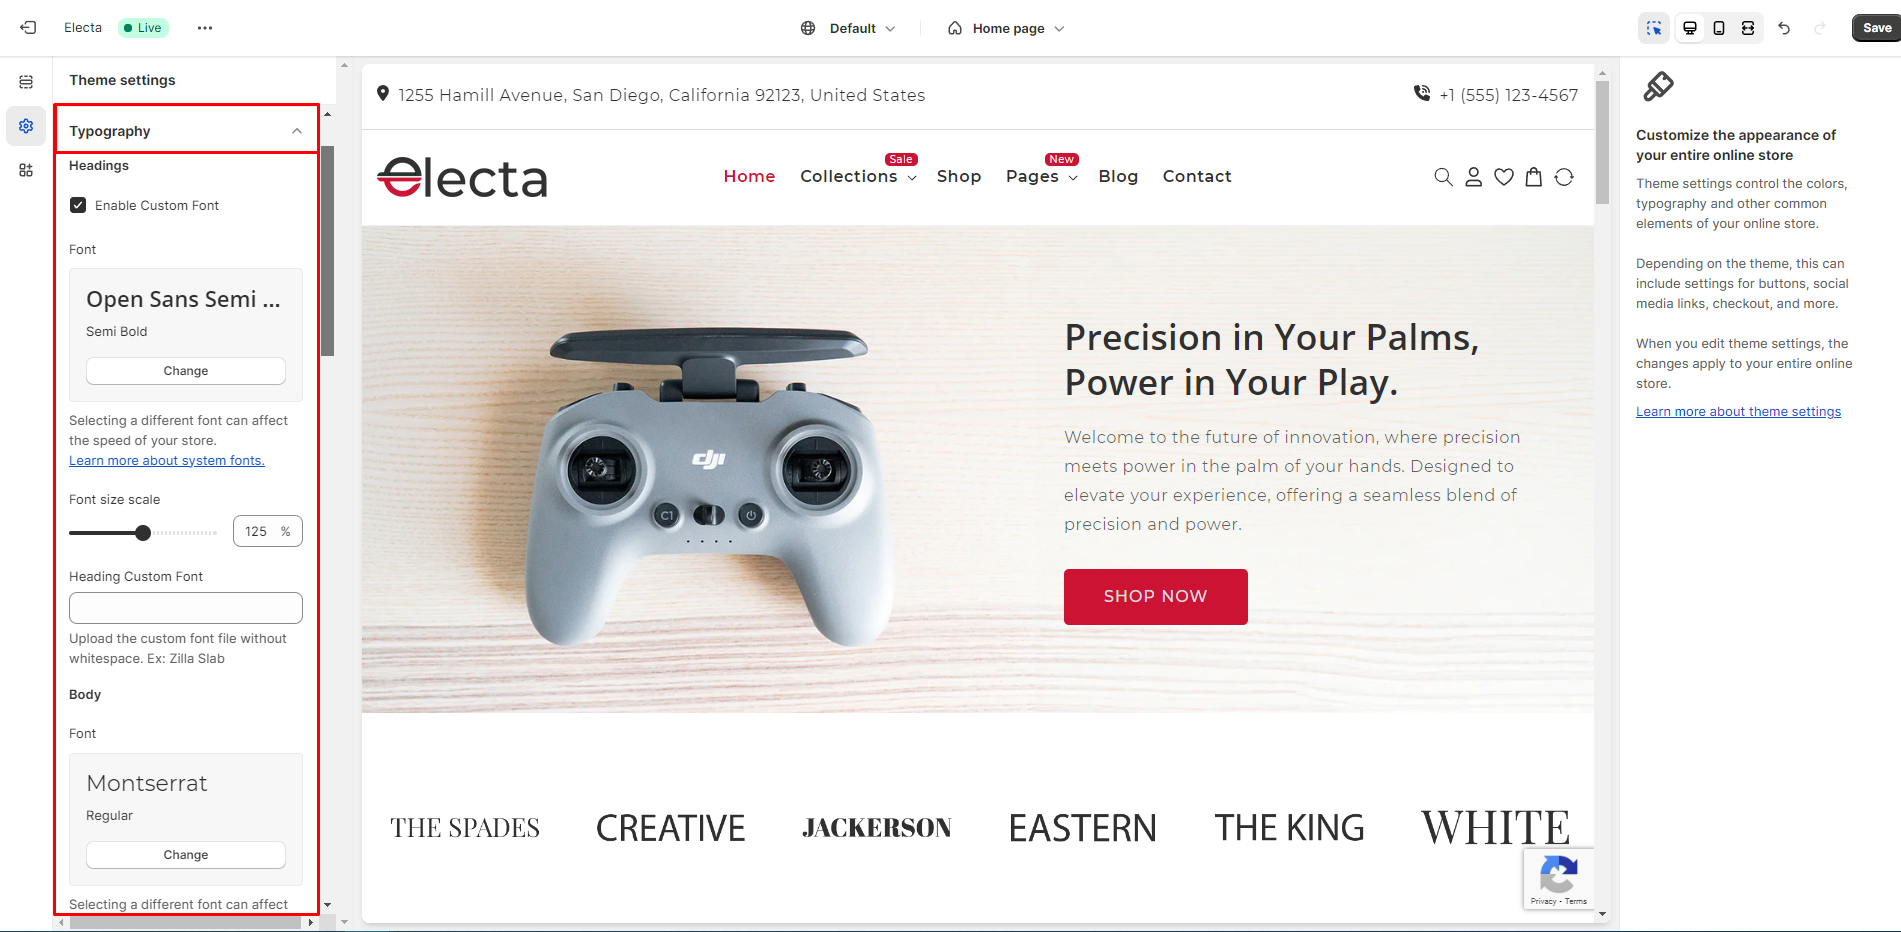 Electa
Live
Default
Home page
Save
Theme settings
Typography
Headings
Enable Custom Font
Font
Open Sans Semi ...
Semi Bold
Change
Selecting a different font can affect
the speed of your store.
Learn more about system fonts.
Font size scale
125 %
Heading Custom Font
Upload the custom font file without
whitespace. Ex: Zilla Slab
Body
Font
Montserrat
Regular
Change
Selecting a different font can affect
1255 Hamill Avenue, San Diego, California 92123, United States
+1 (555) 123-4567
electa
Sale
New
Home Collections Shop Pages Blog Contact
dji
C1
Precision in Your Palms,
Power in Your Play.
Welcome to the future of innovation, where precision
meets power in the palm of your hands. Designed to
elevate your experience, offering a seamless blend of
precision and power.
SHOP NOW
THE SPADES CREATIVE JACKERSON EASTERN THE KING WHITE
Privacy - Terms
Customize the appearance of
your entire online store
Theme settings control the colors,
typography and other common
elements of your online store.
Depending on the theme, this can
include settings for buttons, social
media links, checkout, and more.
When you edit theme settings, the
changes apply to your entire online
store.
Learn more about theme settings